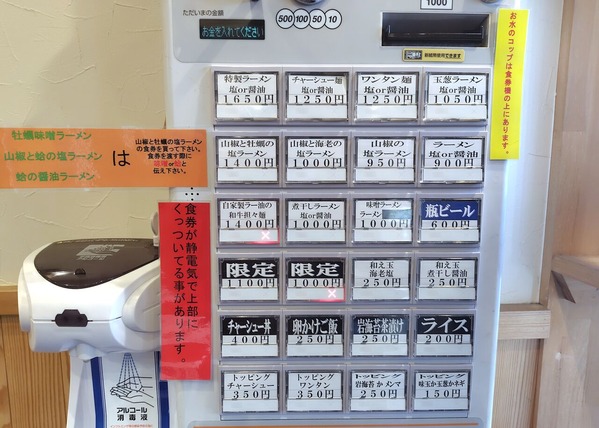 ただいまの金額
お金を入れてください
500 100 50 10
1000
お水のコップは食券機の上にあります。
特製ラーメン
塩or醤油
1650円
チャーシュー麺
塩or醤油
1250円
ワンタン麺
塩or醤油
1250円
玉葱ラーメン
塩or醤油
1050円
山椒と牡蠣の
塩ラーメン
1400円
山椒と海老の
塩ラーメン
1000円
山椒の
塩ラーメン
950円
ラーメン
塩or醤油
900円
自家製ラー油の
和牛担々麺
1400円
煮干しラーメン
塩or醤油
1000円
味噌ラーメン
ラーメン
1000円
瓶ビール
600円
限定
1100円
限定
1000円
和え玉
海老塩
250円
和え玉
煮干し醤油
250円
チャーシュー丼
400円
卵かけご飯
250円
岩海苔茶漬け
250円
ライス
200円
トッピング
チャーシュー
350円
トッピング
ワンタン
350円
トッピング
岩海苔かメンマ
250円
トッピング
味玉か玉葱かネギ
150円
牡蠣味噌ラーメン
山椒と蛤の塩ラーメン
蛤の醤油ラーメン
は
山椒と牡蠣の塩ラーメン
の食券を買って下さい。
食券を渡す際に
味噌or蛤と
伝え下さい。
…食券が静電気で上部に
くっついてる事があります。
アルコール
消毒液